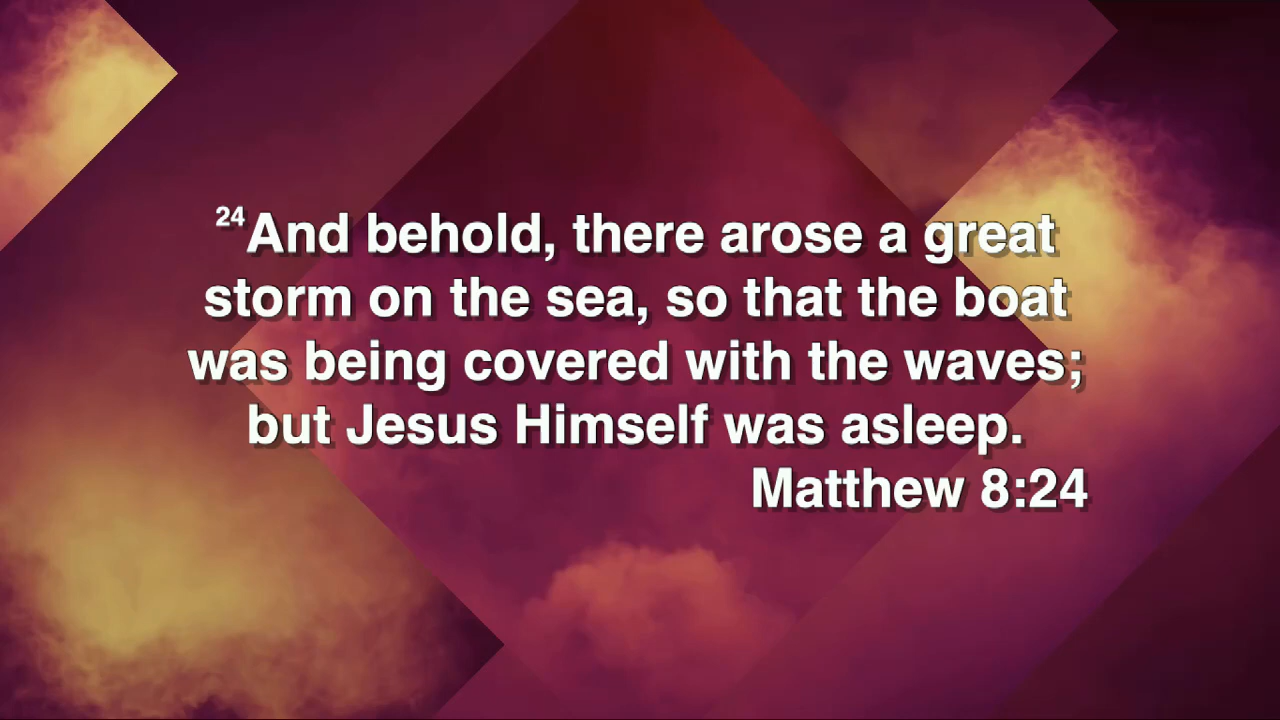 24And behold, there arose a great
storm on the sea, so that the boat
was being covered with the waves;
but Jesus Himself was asleep.
Matthew 8:24